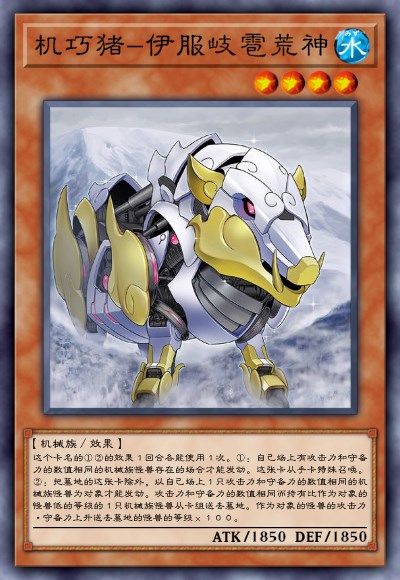 机巧猪-伊服岐雹荒神
水
【机械族/效果】
这个卡名的①②的效果1回合各能使用1次。①：自己场上有攻击力和守备
力的数值相同的机械族怪兽存在的场合才能发动。这张卡从手卡特殊召唤。
②：把墓地的这张卡除外，以自己场上1只攻击力和守备力的数值相同的机
械族怪兽为对象才能发动。攻击力和守备力的数值相同而持有比作为对象的
怪兽低的等级的1只机械族怪兽从卡组送去墓地。作为对象的怪兽的攻击力
・守备力上升送去墓地的怪兽的等级×100。
ATK/1850 DEF/1850